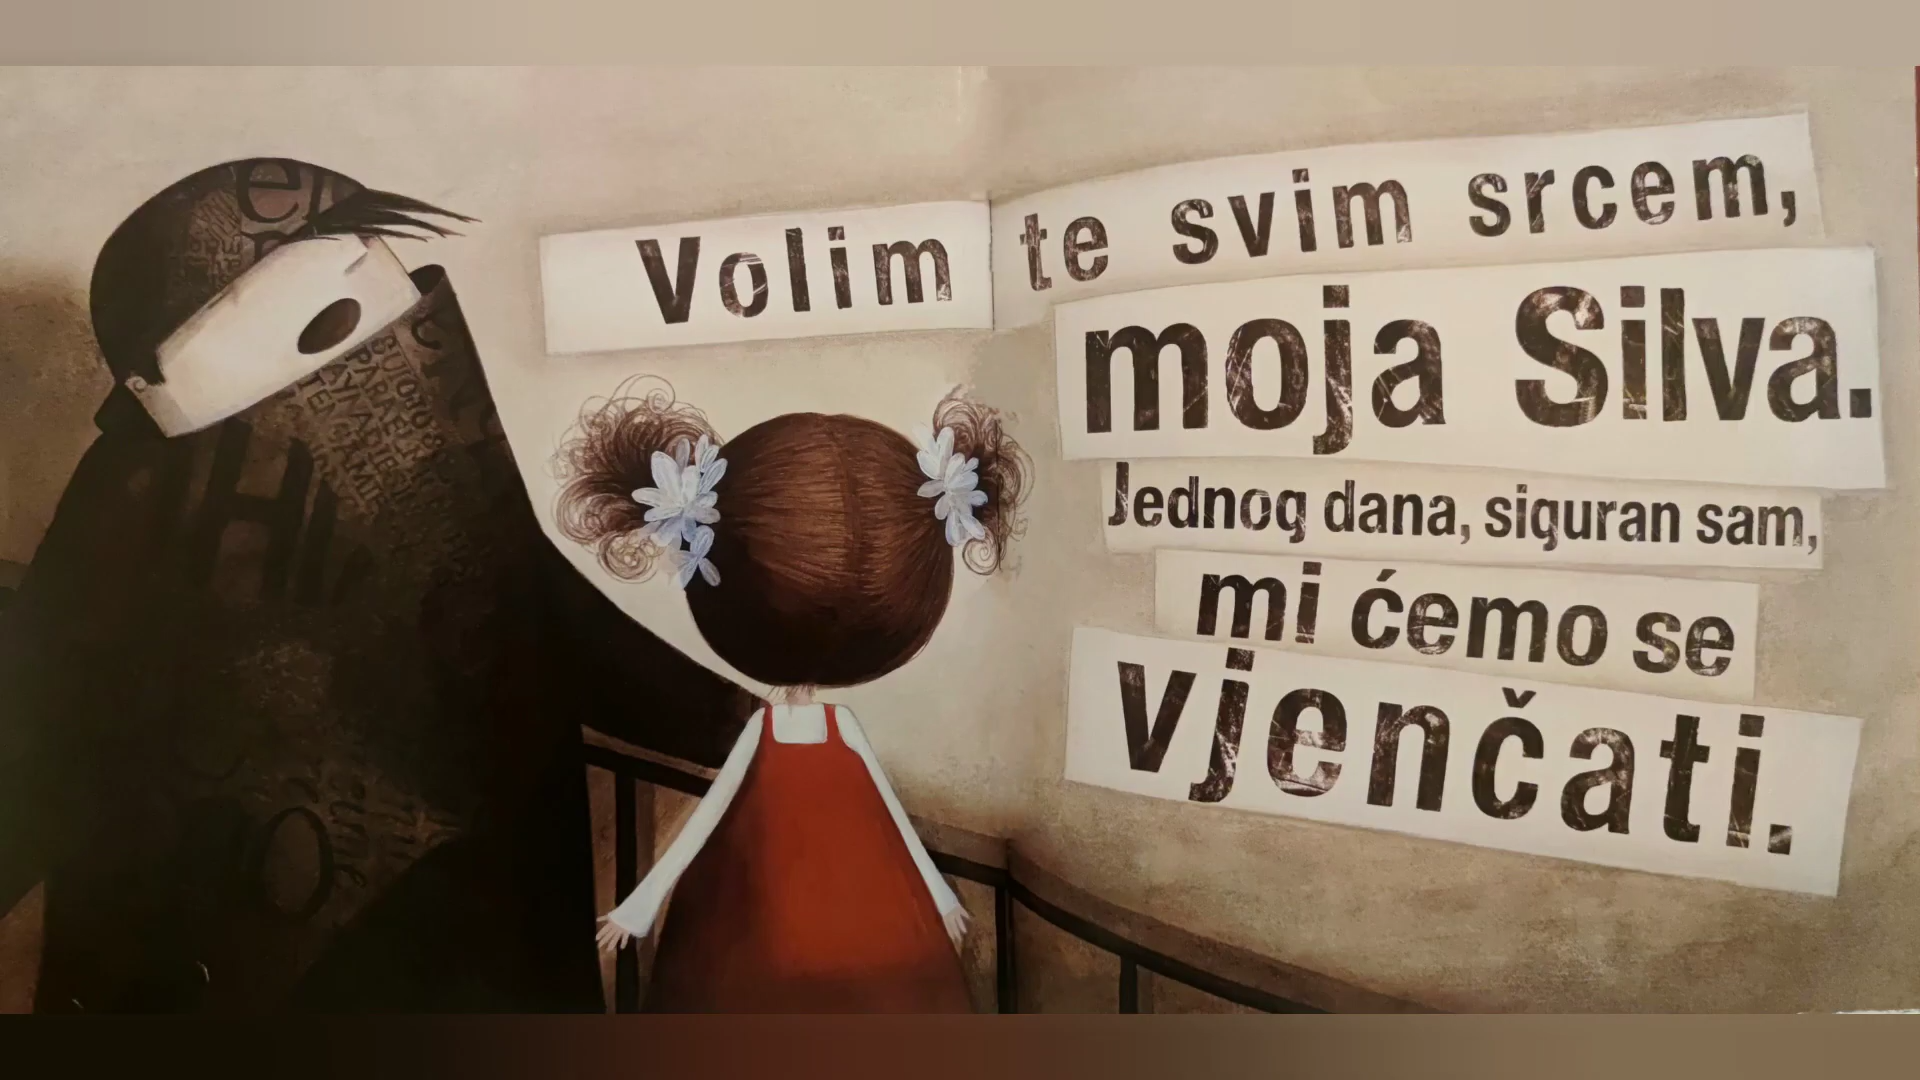 Volim te svim srcem,
moja Silva.
Jednog dana, siguran sam,
mi ćemo se
vjenčati.